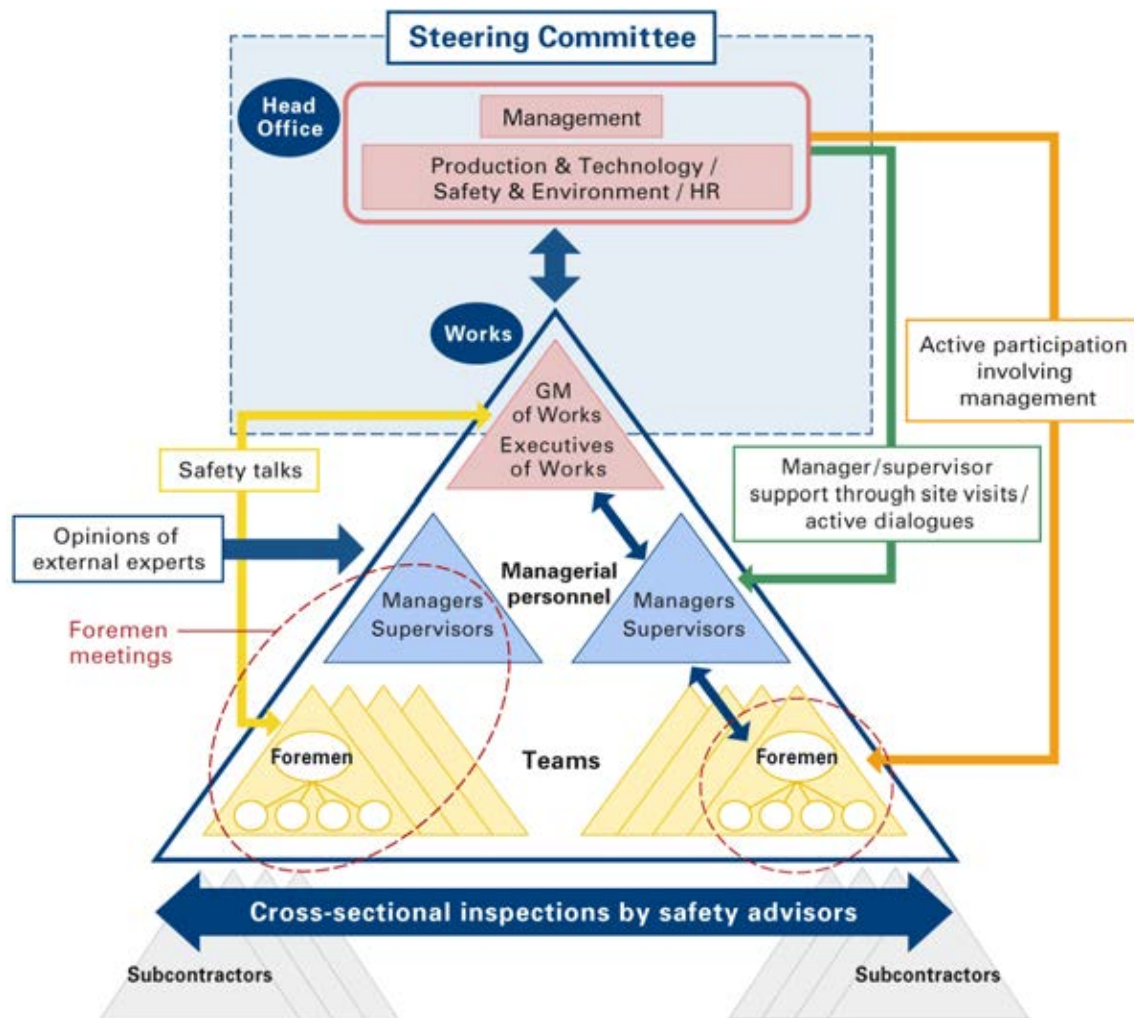 Steering Committee
Head
Office
Management
Production & Technology /
Safety & Environment / HR
Works
GM
of Works
Executives
of Works
Active participation
involving
management
Safety talks
Manager/supervisor
support through site visits/
active dialogues
Opinions of
external experts
Managerial
personnel
Managers
Supervisors
Managers
Supervisors
Foremen
meetings
Foremen
Teams
Foremen
Cross-sectional inspections by safety advisors
Subcontractors
Subcontractors